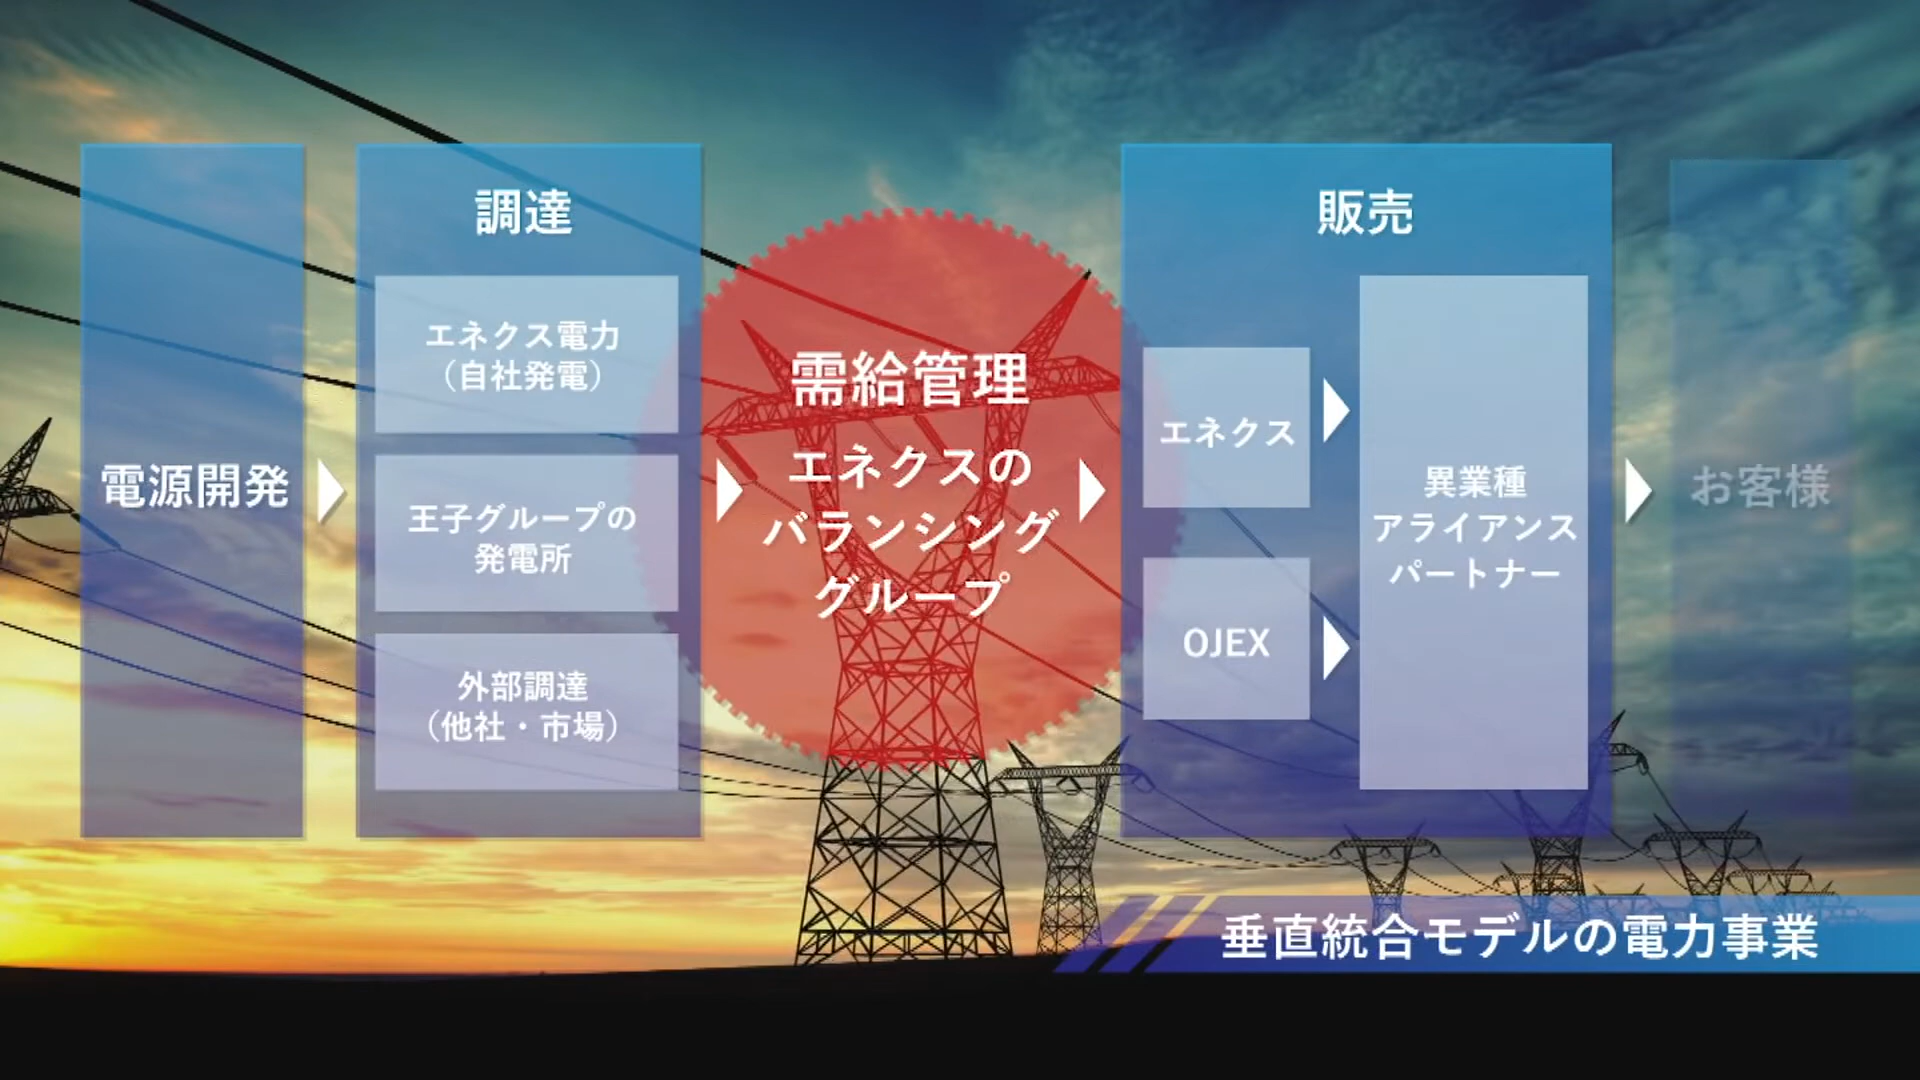 電源開発
調達
エネクス電力
（自社発電）
王子グループの
発電所
外部調達
（他社・市場）
需給管理
エネクスの
バランシング
グループ
販売
エネクス
OJEX
異業種
アライアンス
パートナー
お客様
垂直統合モデルの電力事業